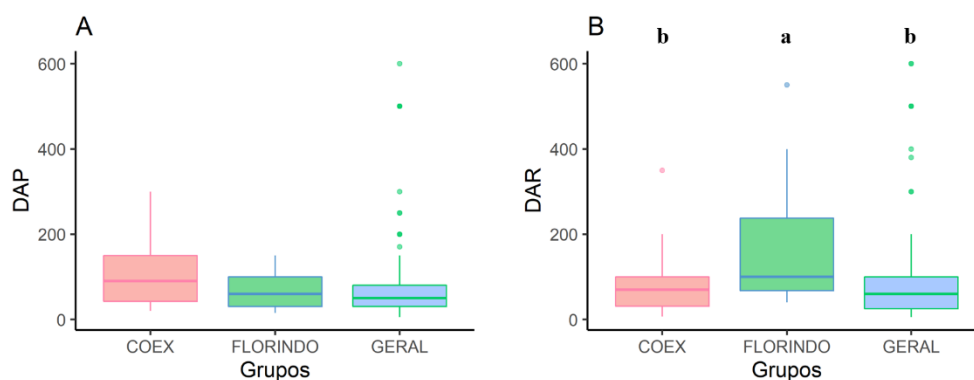 A
600
400
200
0
DAP
COEX FLORINDO GERAL
Grupos
B
b a b
600
400
200
0
DAR
COEX FLORINDO GERAL
Grupos